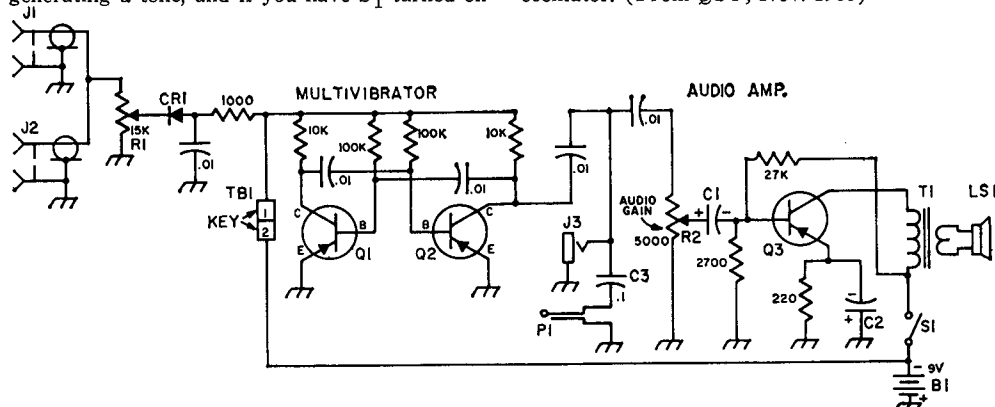 generating a tone, and if you have S1 turned on
oscillator. (From QST, Nov. 1966)
J1
J2
15K
R1
CR1
1000
.01
TB1
KEY
1
2
MULTIVIBRATOR
10K
100K
100K
10K
.01
.01
C
B
E
Q1
B
C
E
Q2
.01
J3
C3
.1
P1
.01
AUDIO AMP.
AUDIO
GAIN
5000
R2
C1
+
-
2700
27K
Q3
220
-
+
C2
T1
LS1
S1
- 9V
B1
+